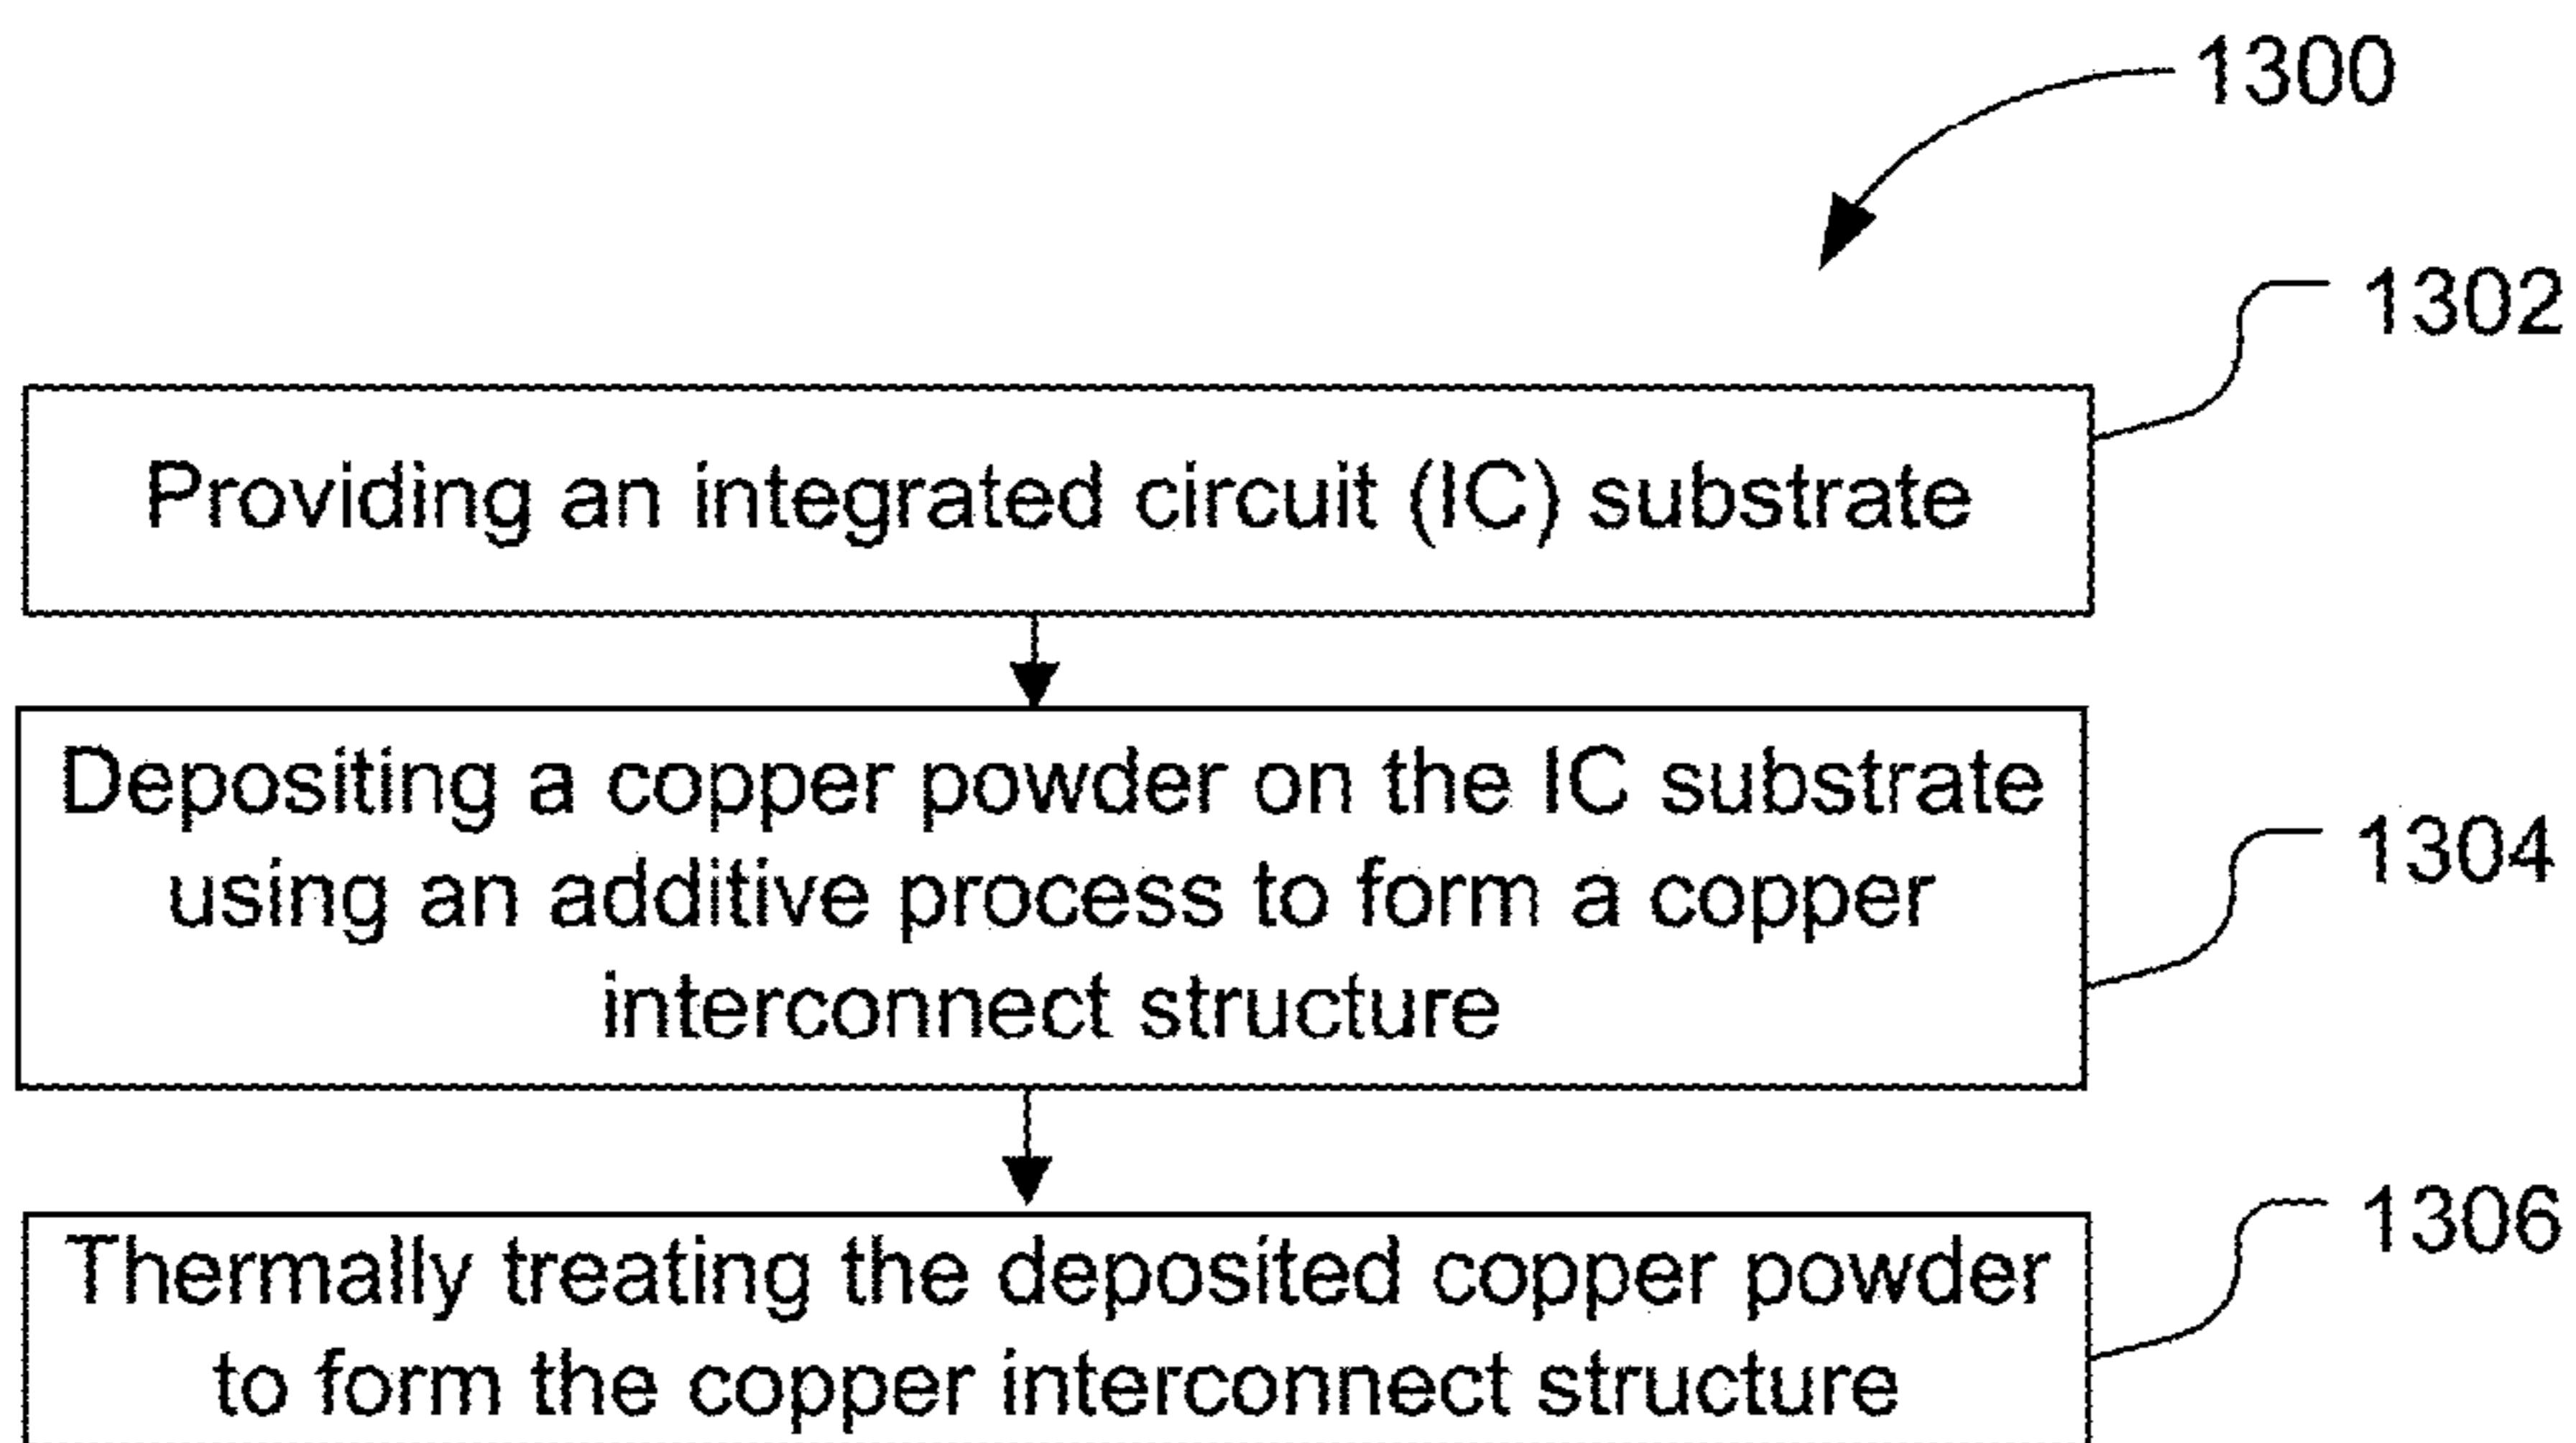 1300
1302
Providing an integrated circuit (IC) substrate
Depositing a copper powder on the IC substrate
using an additive process to form a copper
interconnect structure
1304
1306
Thermally treating the deposited copper powder
to form the copper interconnect structure